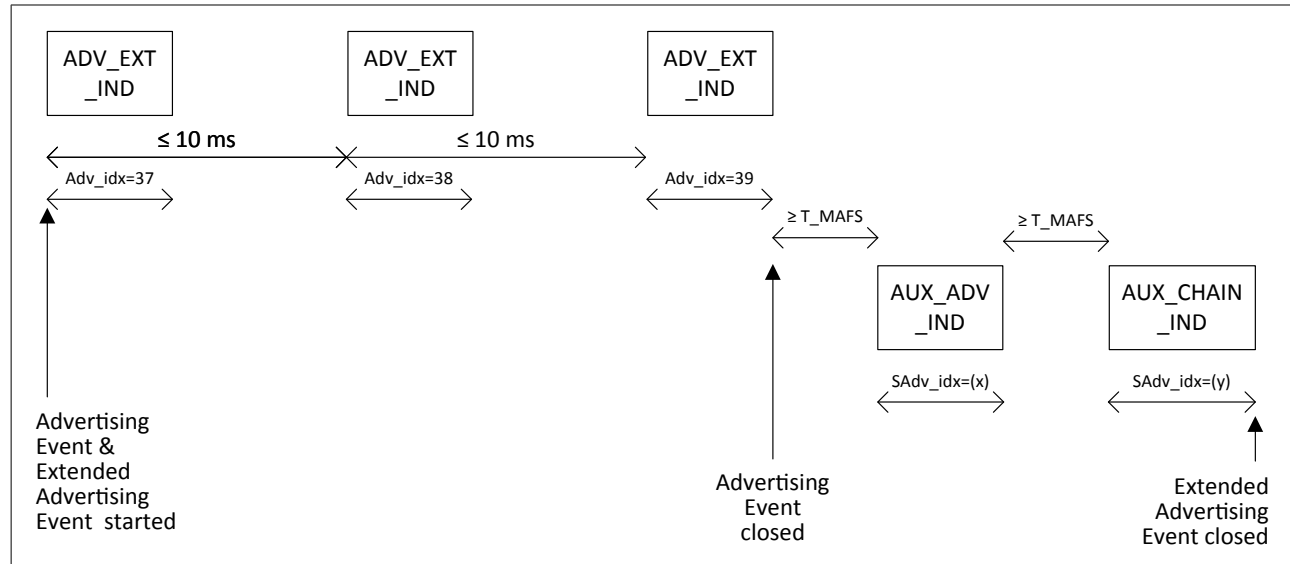 ADV_EXT
_IND
ADV_EXT
_IND
ADV_EXT
_IND
≤ 10 ms
≤ 10 ms
Adv_idx=37
Adv_idx=38
Adv_idx=39
≥ T_MAFS
≥ T_MAFS
AUX_ADV
_IND
AUX_CHAIN
_IND
SAdv_idx=(x)
SAdv_idx=(y)
Advertising
Event &
Extended
Advertising
Event started
Advertising
Event
closed
Extended
Advertising
Event closed